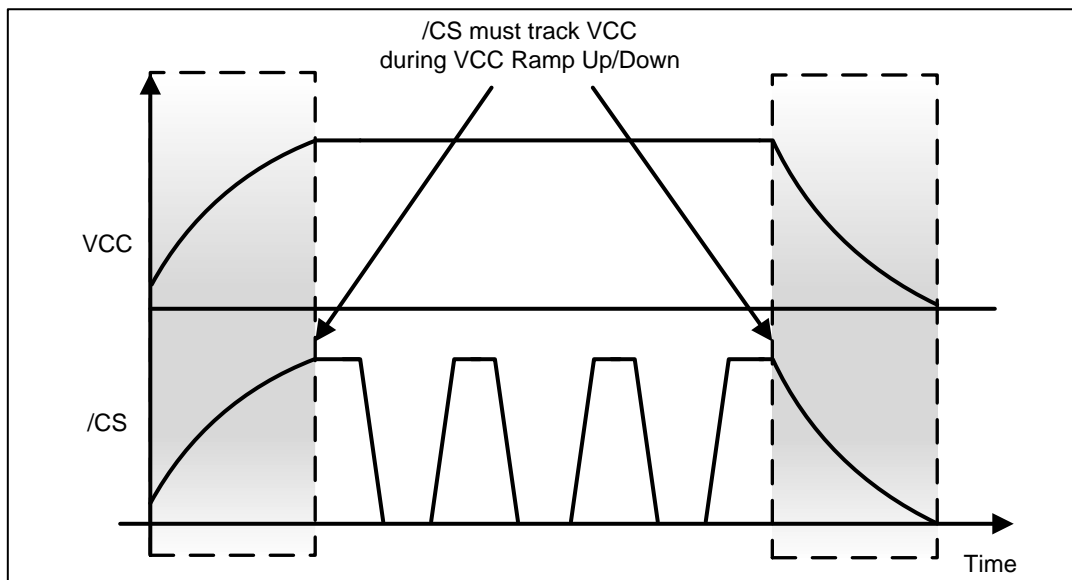 /CS must track VCC
during VCC Ramp Up/Down
VCC
/CS
Time